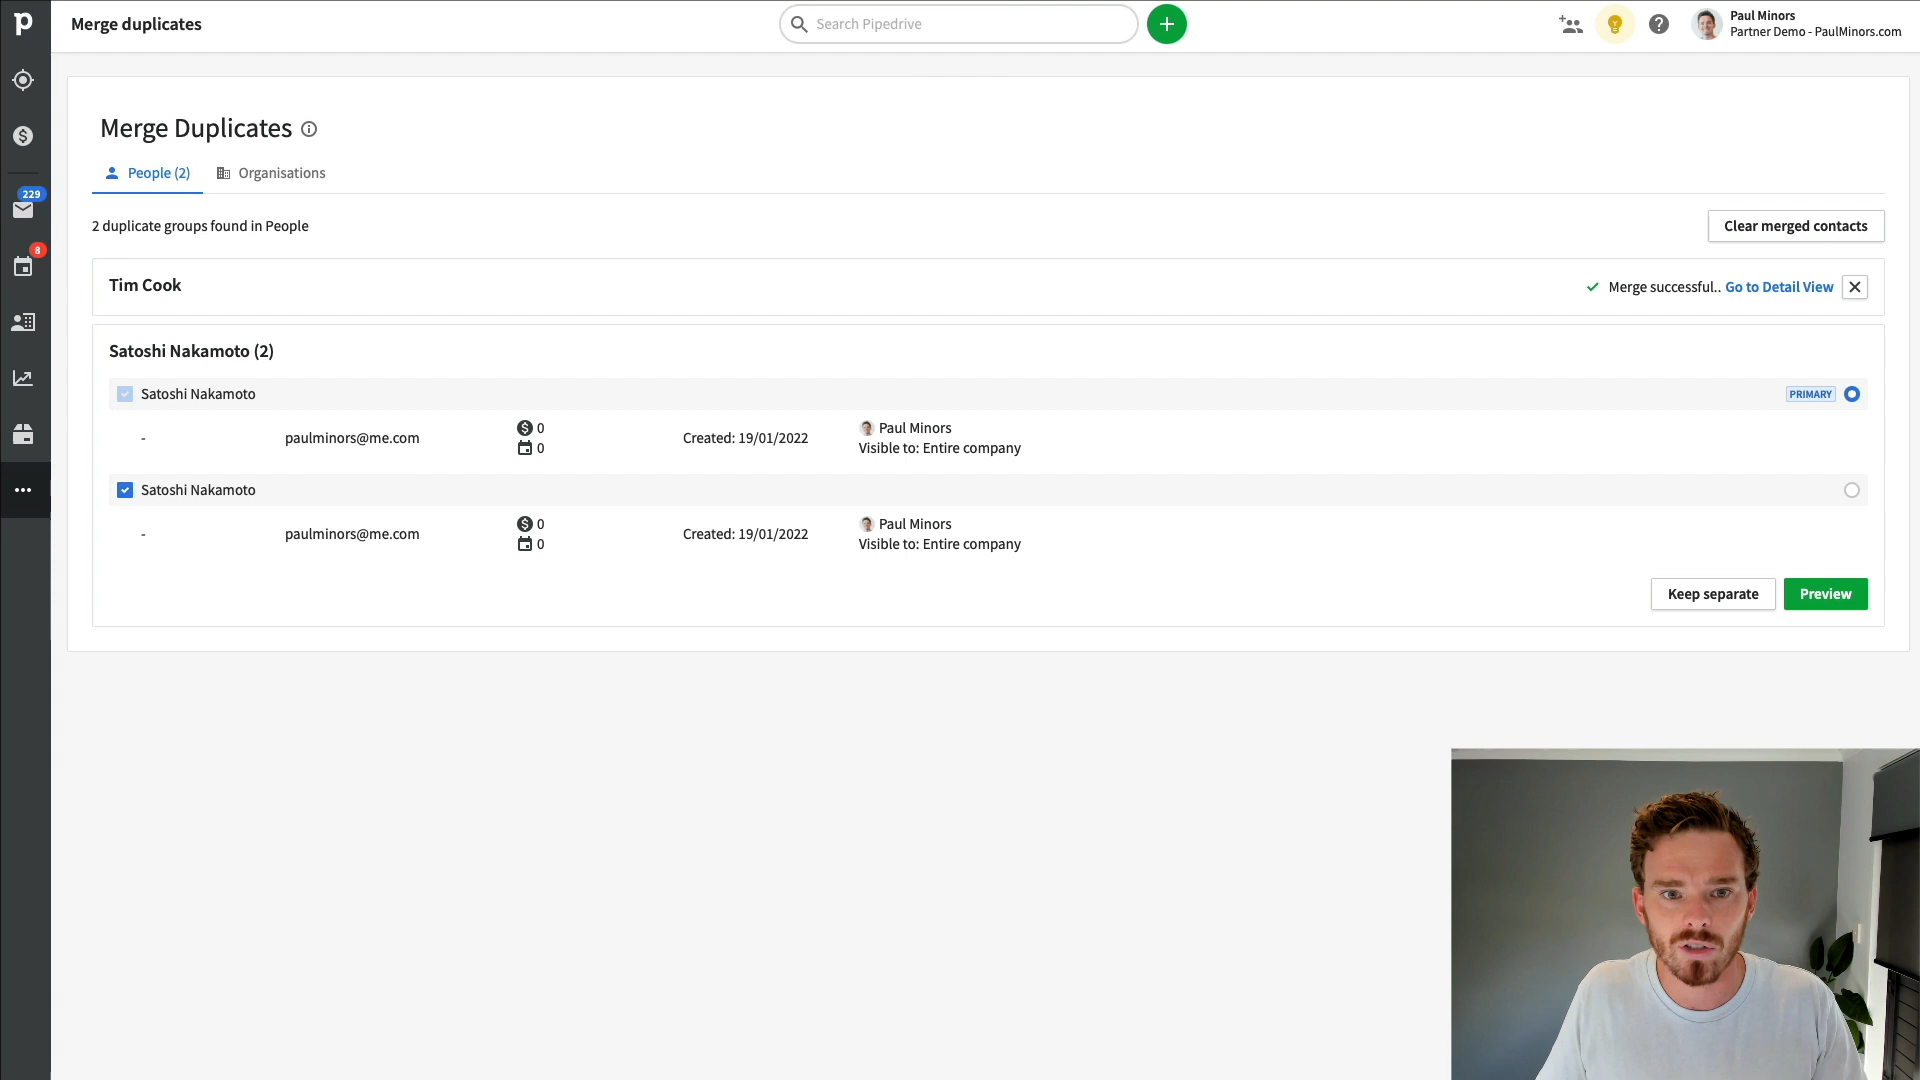 Merge duplicates
Search Pipedrive
Paul Minors
Partner Demo - PaulMinors.com
229
8
Merge Duplicates
People (2)
Organisations
2 duplicate groups found in People
Clear merged contacts
Tim Cook
Merge successful.. Go to Detail View
Satoshi Nakamoto (2)
Satoshi Nakamoto
PRIMARY
-
paulminors@me.com
0
0
Created: 19/01/2022
Paul Minors
Visible to: Entire company
Satoshi Nakamoto
-
paulminors@me.com
0
0
Created: 19/01/2022
Paul Minors
Visible to: Entire company
Keep separate
Preview